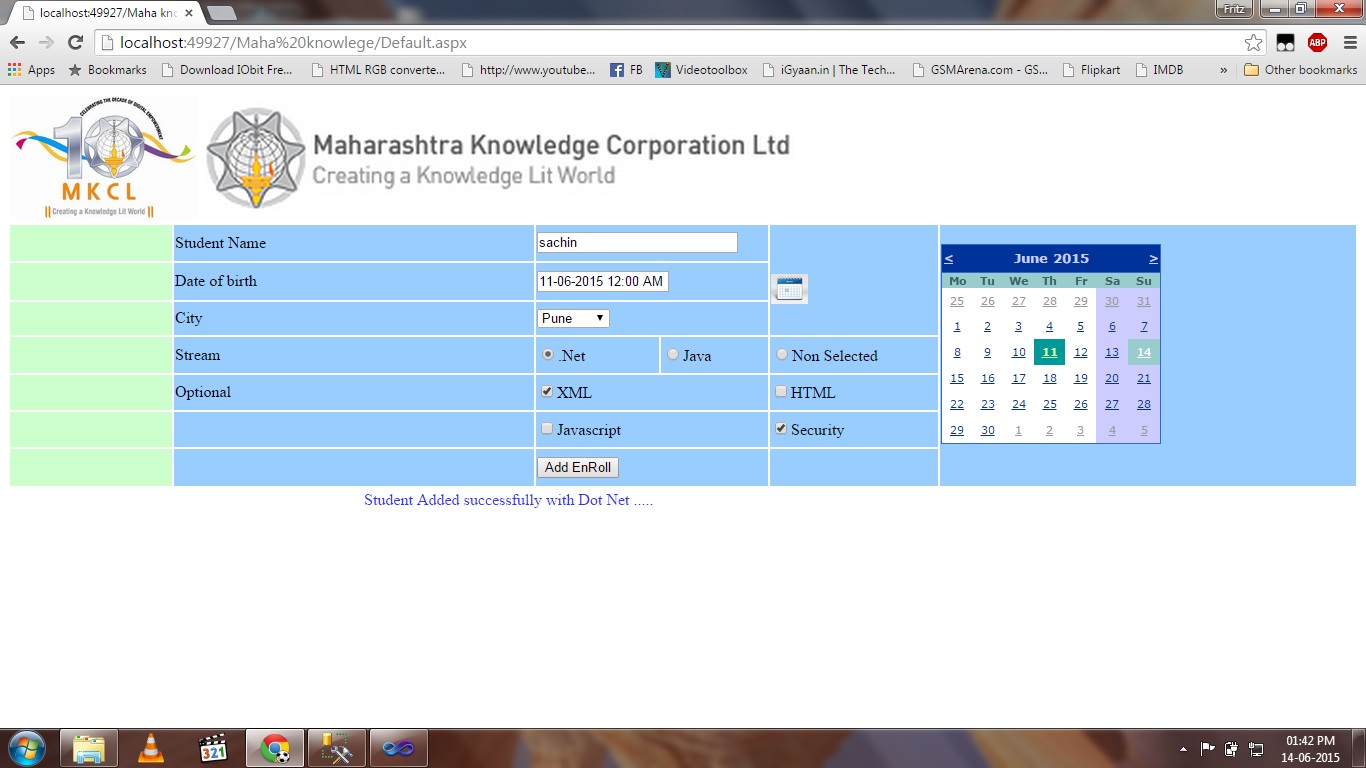 localhost:49927/Maha knc
Fritz
localhost:49927/Maha%20knowlege/Default.aspx
ABP
Apps Bookmarks Download IObit Fre... HTML RGB converte... http://www.youtube... FB Videotoolbox iGyaan.in | The Tech... GSMArena.com - GS... Flipkart IMDB » Other bookmarks
CELEBRATING THE DECADE OF DIGITAL EMPOWERMENT
10
MKCL
|| Creating a Knowledge Lit World ||
Maharashtra Knowledge Corporation Ltd
Creating a Knowledge Lit World
Student Name sachin
Date of birth 11-06-2015 12:00 AM
City Pune
Stream .Net Java Non Selected
Optional XML HTML
Javascript Security
Add EnRoll
< June 2015 >
Mo Tu We Th Fr Sa Su
25 26 27 28 29 30 31
1 2 3 4 5 6 7
8 9 10 11 12 13 14
15 16 17 18 19 20 21
22 23 24 25 26 27 28
29 30 1 2 3 4 5
Student Added successfully with Dot Net .....
321
01:42 PM
14-06-2015